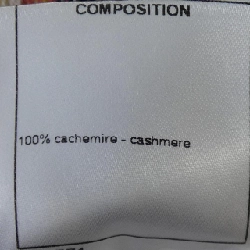 COMPOSITION
100% cachemire - cashmere